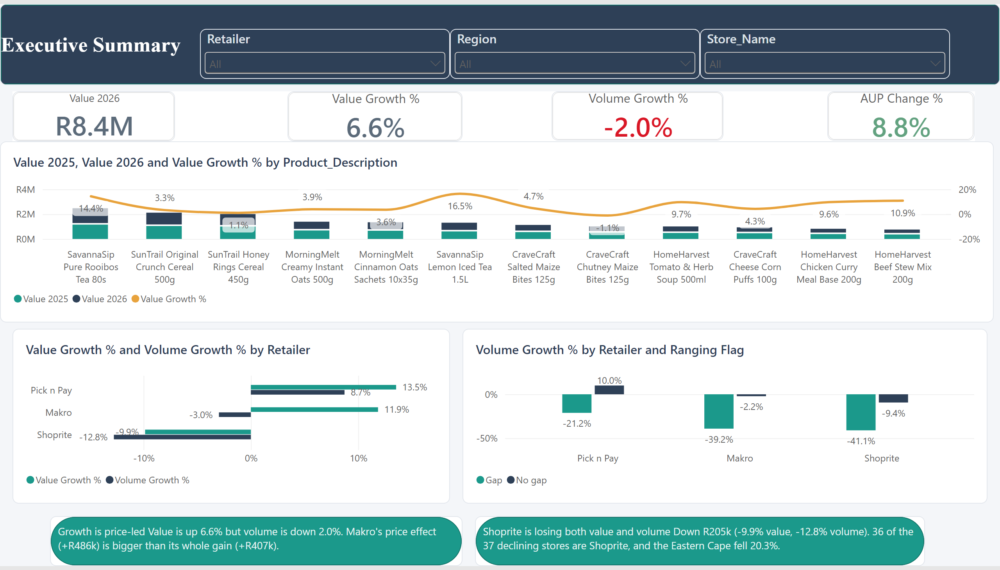 Executive Summary
Retailer
All
Region
All
Store_Name
All
Value 2026
R8.4M
Value Growth %
6.6%
Volume Growth %
-2.0%
AUP Change %
8.8%
Value 2025, Value 2026 and Value Growth % by Product_Description
R4M
R2M
R0M
20%
0%
-20%
14.4%
3.3%
1.1%
3.9%
3.6%
16.5%
4.7%
-1.1%
9.7%
4.3%
9.6%
10.9%
SavannaSip
Pure Rooibos
Tea 80s
SunTrail Original
Crunch Cereal
500g
SunTrail Honey
Rings Cereal
450g
MorningMelt
Creamy Instant
Oats 500g
MorningMelt
Cinnamon Oats
Sachets 10x35g
SavannaSip
Lemon Iced Tea
1.5L
CraveCraft
Salted Maize
Bites 125g
CraveCraft
Chutney Maize
Bites 125g
HomeHarvest
Tomato & Herb
Soup 500ml
CraveCraft
Cheese Corn
Puffs 100g
HomeHarvest
Chicken Curry
Meal Base 200g
HomeHarvest
Beef Stew Mix
200g
Value 2025 Value 2026 Value Growth %
Value Growth % and Volume Growth % by Retailer
Pick n Pay
13.5%
8.7%
Makro
11.9%
-3.0%
Shoprite
-9.9%
-12.8%
-10%
0%
10%
Value Growth % Volume Growth %
Volume Growth % by Retailer and Ranging Flag
0%
-50%
-21.2%
10.0%
-39.2%
-2.2%
-41.1%
-9.4%
Pick n Pay
Makro
Shoprite
Gap No gap
Growth is price-led Value is up 6.6% but volume is down 2.0%. Makro's price effect
(+R486k) is bigger than its whole gain (+R407k).
Shoprite is losing both value and volume Down R205k (-9.9% value, -12.8% volume). 36 of the
37 declining stores are Shoprite, and the Eastern Cape fell 20.3%.